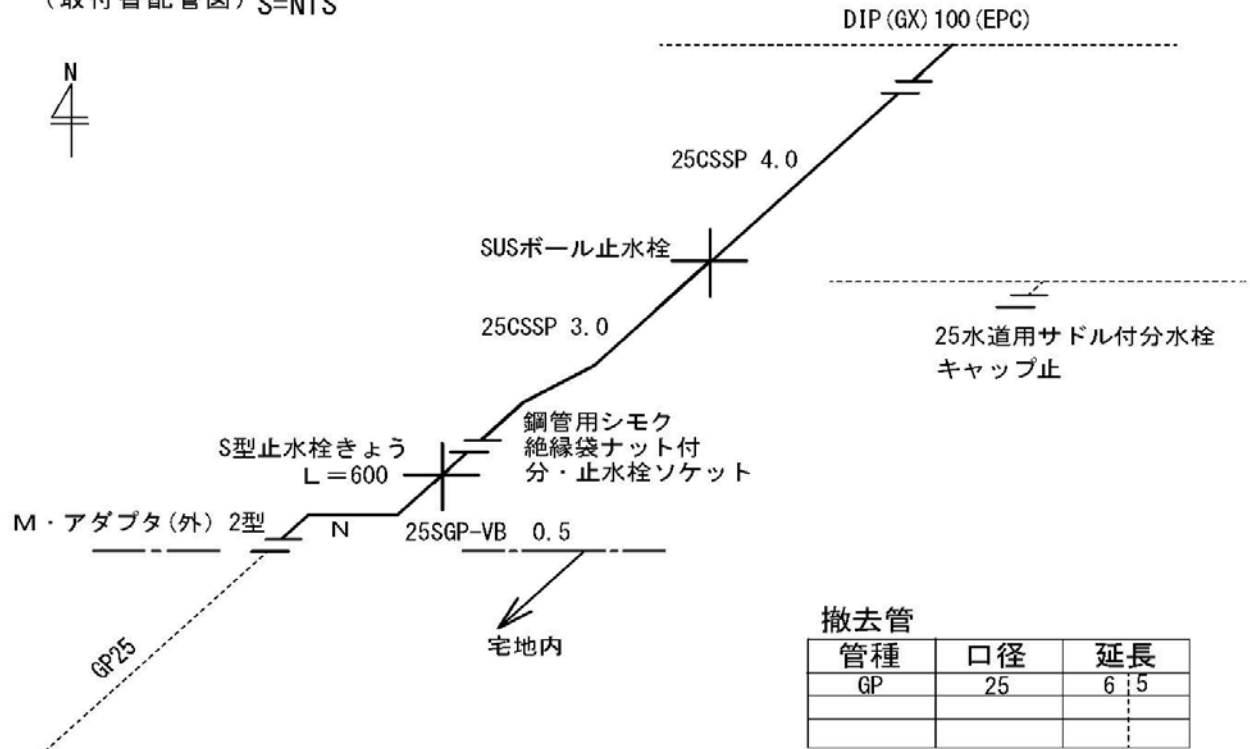 (取付管配管図) S=NTS
DIP(GX)100(EPC)
N
25CSSP 4.0
SUSボール止水栓
25CSSP 3.0
25水道用サドル付分水栓
キャップ止
鋼管用シモク
絶縁袋ナット付
分・止水栓ソケット
S型止水栓きょう
L=600
M・アダプタ(外) 2型
N
25SGP-VB 0.5
宅地内
GP25
撤去管
管種 口径 延長
GP 25 6 5